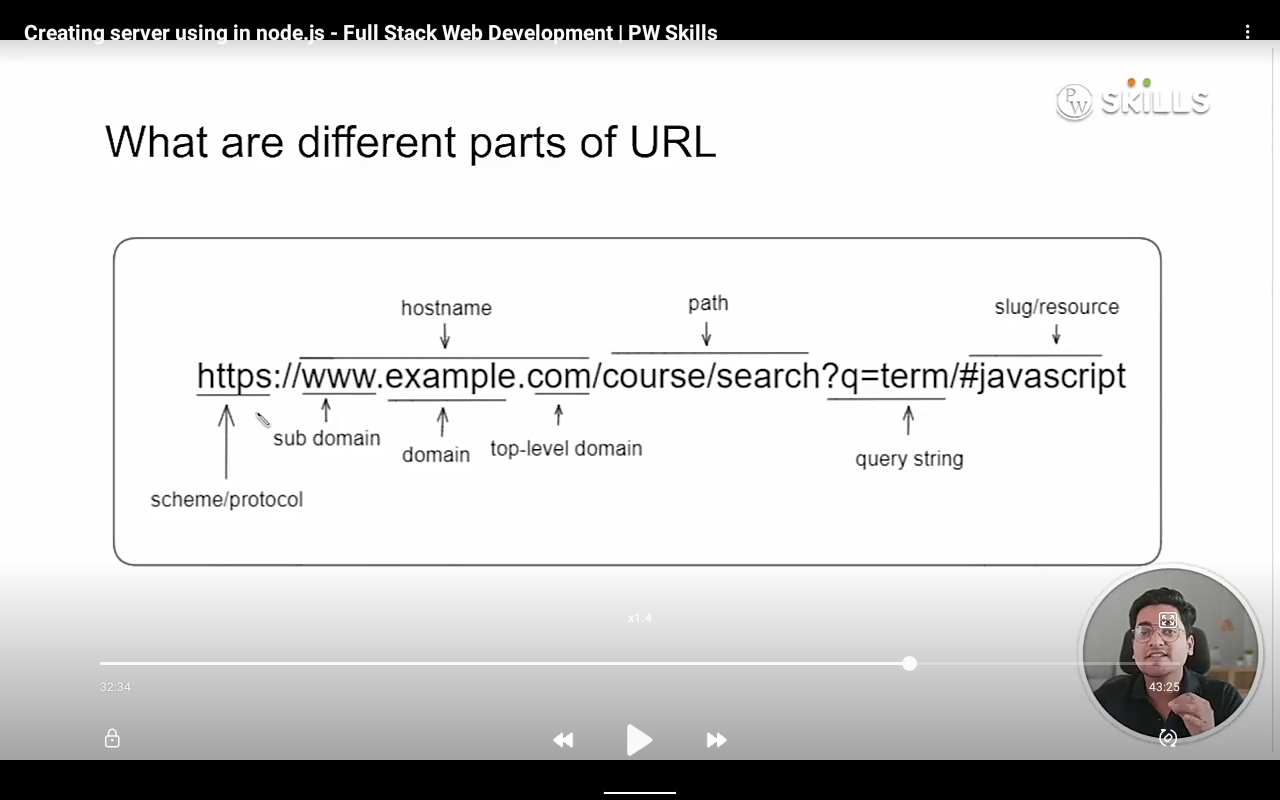 Creating server using in node.js - Full Stack Web Development | PW Skills
PW SKILLS
What are different parts of URL
hostname
path
slug/resource
https://www.example.com/course/search?q=term/#javascript
sub domain
domain
top-level domain
query string
scheme/protocol
x1.4
32:34
43:25